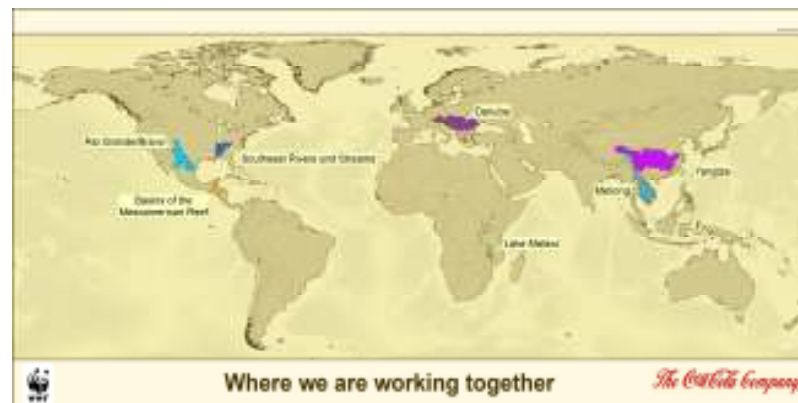 Danube
Rio Grande/Bravo
Southeast Rivers and Streams
Yangtze
Mekong
Basins of the
Mesoamerican Reef
Lake Malawi
WWF
Where we are working together
The Coca-Cola Company